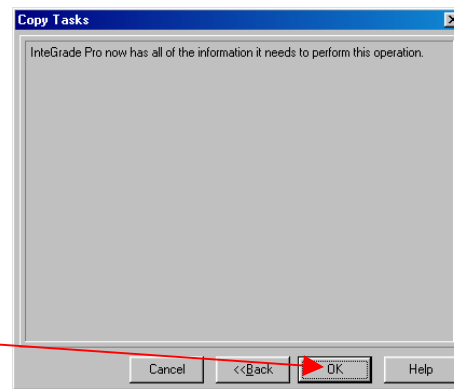 Copy Tasks
InteGrade Pro now has all of the information it needs to perform this operation.
Cancel <<Back OK Help